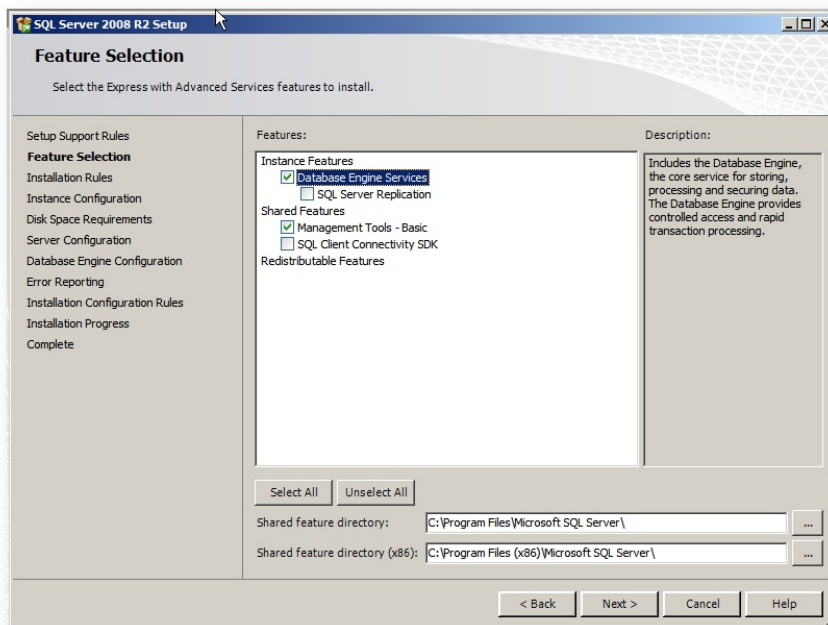 SQL Server 2008 R2 Setup
Feature Selection
Select the Express with Advanced Services features to install.
Setup Support Rules
Feature Selection
Installation Rules
Instance Configuration
Disk Space Requirements
Server Configuration
Database Engine Configuration
Error Reporting
Installation Configuration Rules
Installation Progress
Complete
Features:
Instance Features
Database Engine Services
SQL Server Replication
Shared Features
Management Tools - Basic
SQL Client Connectivity SDK
Redistributable Features
Description:
Includes the Database Engine,
the core service for storing,
processing and securing data.
The Database Engine provides
controlled access and rapid
transaction processing.
Select All
Unselect All
Shared feature directory:
C:\Program Files\Microsoft SQL Server\
...
Shared feature directory (x86):
C:\Program Files (x86)\Microsoft SQL Server\
...
< Back
Next >
Cancel
Help